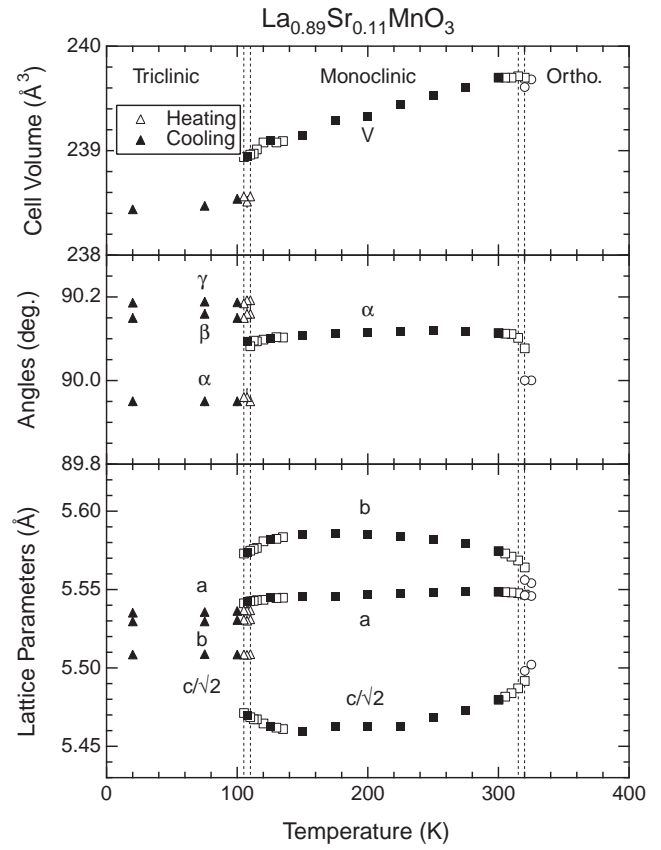 La₀.₈₉Sr₀.₁₁MnO₃
240
Triclinic Monoclinic Ortho.
△ Heating
▲ Cooling
V
239
Cell Volume (Å³)
238
γ
90.2
β
α
α
90.0
Angles (deg.)
89.8
b
5.60
a
5.55
a
b
5.50
c/√2
c/√2
5.45
Lattice Parameters (Å)
0 100 200 300 400
Temperature (K)